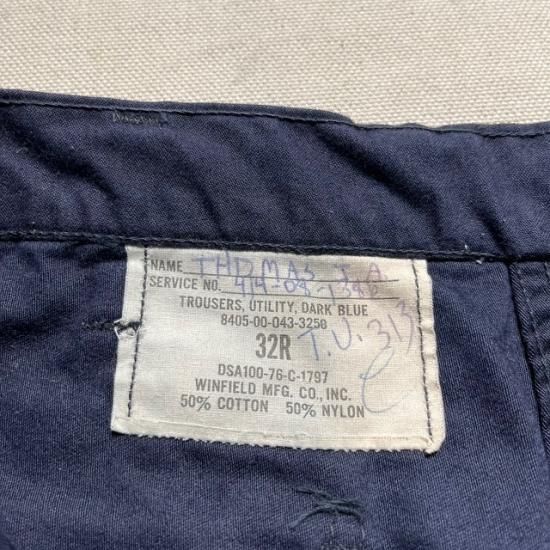 NAME THOMAS J. A.
SERVICE NO.
TROUSERS, UTILITY, DARK BLUE
8405-00-043-3250
32R T.U. 313
DSA100-76-C-1797
WINFIELD MFG. CO., INC.
50% COTTON 50% NYLON